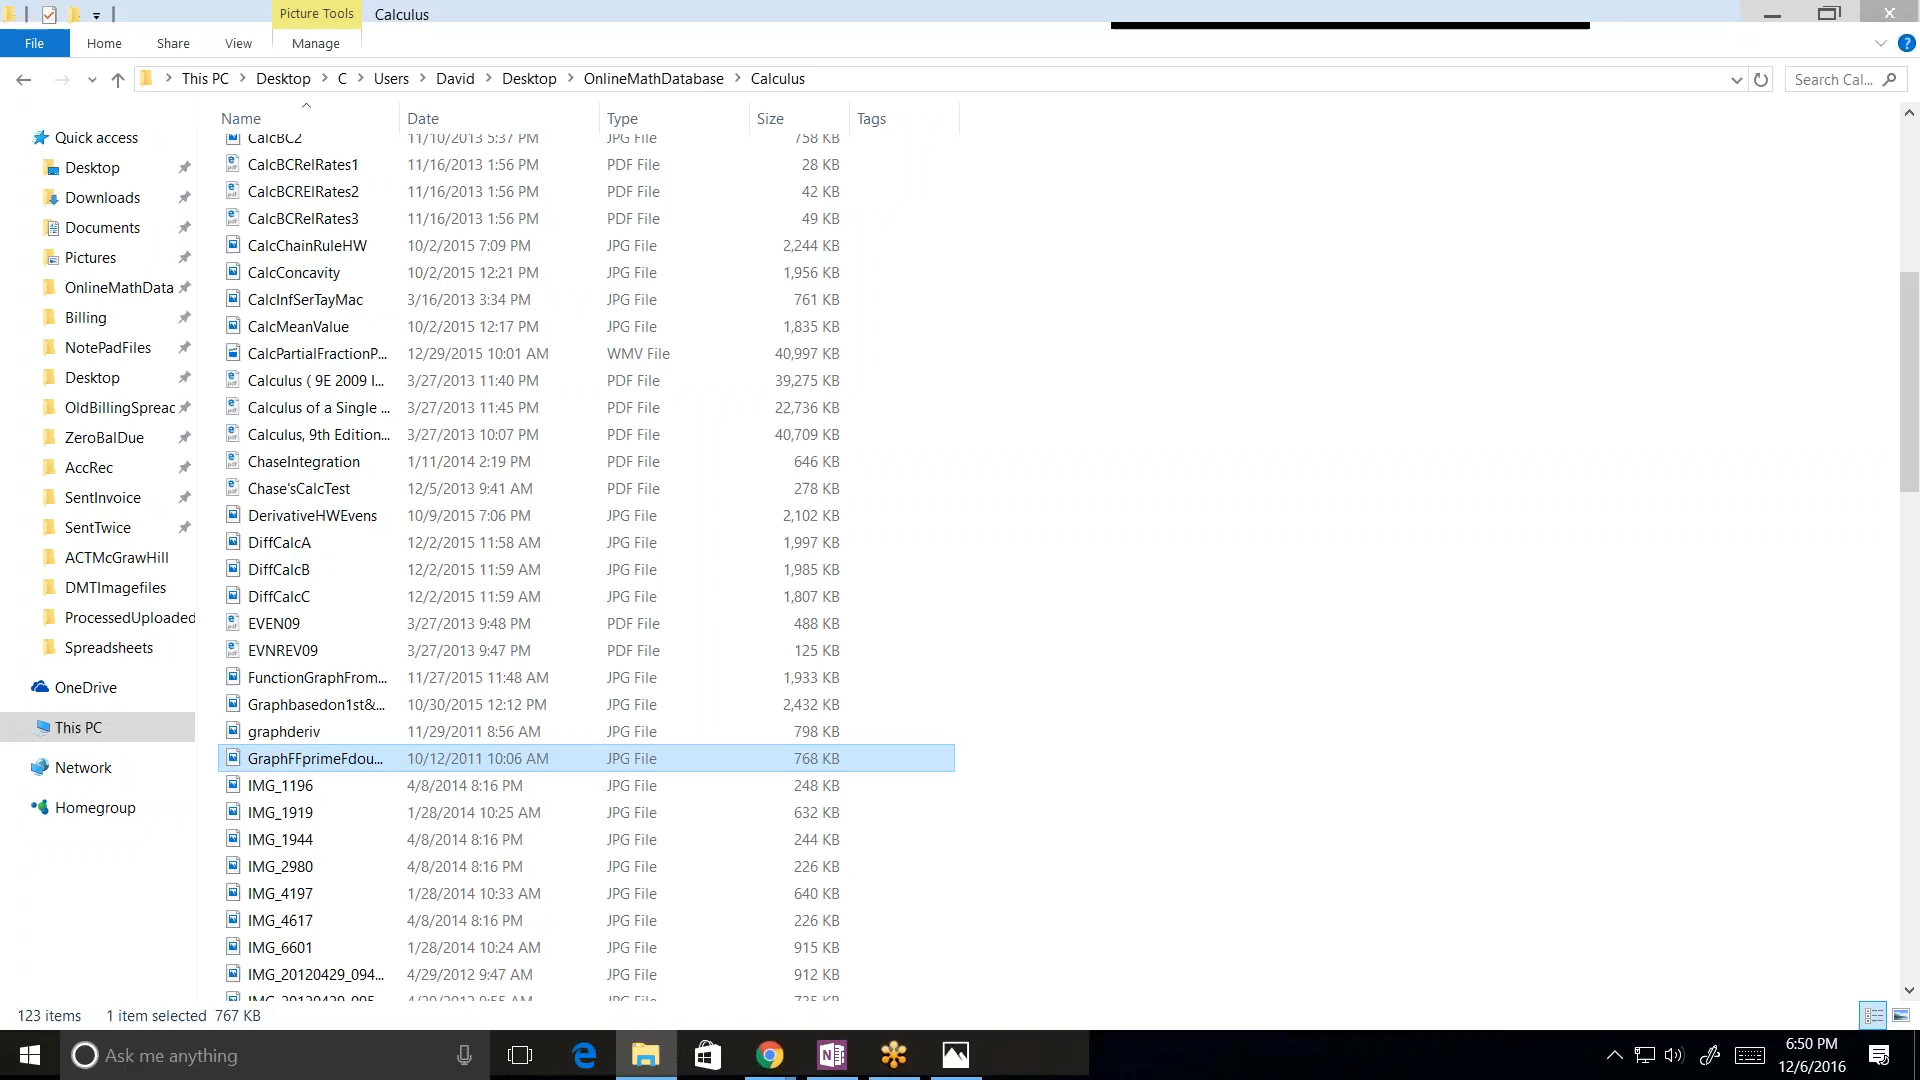 Picture Tools Calculus
File Home Share View Manage
This PC Desktop C Users David Desktop OnlineMathDatabase Calculus Search Cal...
Name Date Type Size Tags
Quick access
Desktop
Downloads
Documents
Pictures
OnlineMathData
Billing
NotePadFiles
Desktop
OldBillingSpreac
ZeroBalDue
AccRec
SentInvoice
SentTwice
ACTMcGrawHill
DMTImagefiles
ProcessedUploaded
Spreadsheets
OneDrive
This PC
Network
Homegroup
CalcBC2 11/10/2013 5:37 PM JPG File 758 KB
CalcBCRelRates1 11/16/2013 1:56 PM PDF File 28 KB
CalcBCRElRates2 11/16/2013 1:56 PM PDF File 42 KB
CalcBCRelRates3 11/16/2013 1:56 PM PDF File 49 KB
CalcChainRuleHW 10/2/2015 7:09 PM JPG File 2,244 KB
CalcConcavity 10/2/2015 12:21 PM JPG File 1,956 KB
CalcInfSerTayMac 3/16/2013 3:34 PM JPG File 761 KB
CalcMeanValue 10/2/2015 12:17 PM JPG File 1,835 KB
CalcPartialFractionP... 12/29/2015 10:01 AM WMV File 40,997 KB
Calculus ( 9E 2009 I... 3/27/2013 11:40 PM PDF File 39,275 KB
Calculus of a Single ... 3/27/2013 11:45 PM PDF File 22,736 KB
Calculus, 9th Edition... 3/27/2013 10:07 PM PDF File 40,709 KB
ChaseIntegration 1/11/2014 2:19 PM PDF File 646 KB
Chase'sCalcTest 12/5/2013 9:41 AM PDF File 278 KB
DerivativeHWEvens 10/9/2015 7:06 PM JPG File 2,102 KB
DiffCalcA 12/2/2015 11:58 AM JPG File 1,997 KB
DiffCalcB 12/2/2015 11:59 AM JPG File 1,985 KB
DiffCalcC 12/2/2015 11:59 AM JPG File 1,807 KB
EVEN09 3/27/2013 9:48 PM PDF File 488 KB
EVNREV09 3/27/2013 9:47 PM PDF File 125 KB
FunctionGraphFrom... 11/27/2015 11:48 AM JPG File 1,933 KB
Graphbasedon1st&... 10/30/2015 12:12 PM JPG File 2,432 KB
graphderiv 11/29/2011 8:56 AM JPG File 798 KB
GraphFFprimeFdou... 10/12/2011 10:06 AM JPG File 768 KB
IMG_1196 4/8/2014 8:16 PM JPG File 248 KB
IMG_1919 1/28/2014 10:25 AM JPG File 632 KB
IMG_1944 4/8/2014 8:16 PM JPG File 244 KB
IMG_2980 4/8/2014 8:16 PM JPG File 226 KB
IMG_4197 1/28/2014 10:33 AM JPG File 640 KB
IMG_4617 4/8/2014 8:16 PM JPG File 226 KB
IMG_6601 1/28/2014 10:24 AM JPG File 915 KB
IMG_20120429_094... 4/29/2012 9:47 AM JPG File 912 KB
IMG_20120429_095... 4/29/2012 9:55 AM JPG File 735 KB
123 items 1 item selected 767 KB
Ask me anything
6:50 PM
12/6/2016